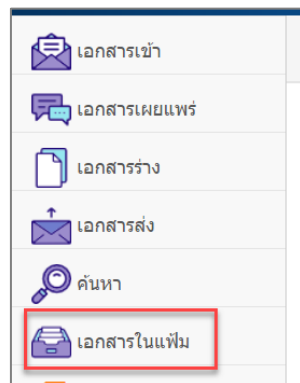 เอกสารเข้า
เอกสารเผยแพร่
เอกสารร่าง
เอกสารส่ง
ค้นหา
เอกสารในแฟ้ม